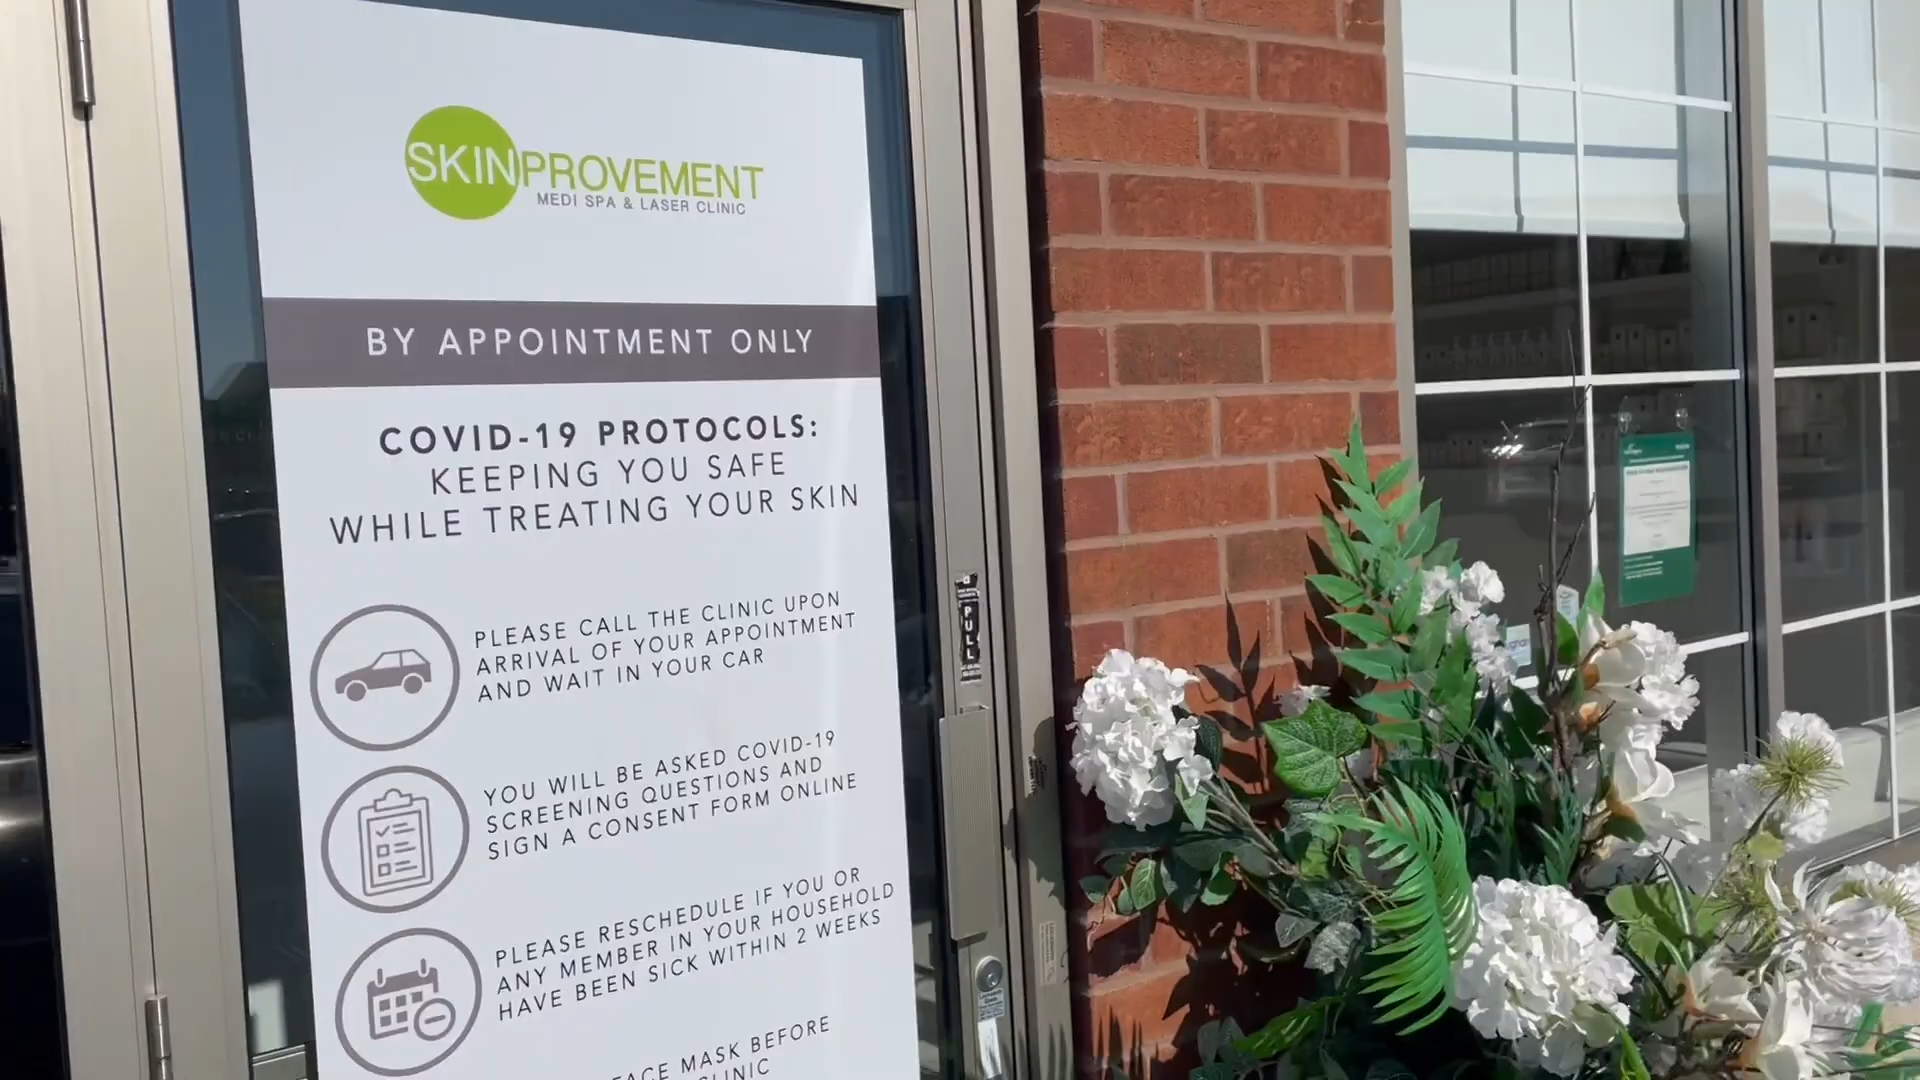 SKINPROVEMENT
MEDI SPA & LASER CLINIC
BY APPOINTMENT ONLY
COVID-19 PROTOCOLS:
KEEPING YOU SAFE
WHILE TREATING YOUR SKIN
PLEASE CALL THE CLINIC UPON
ARRIVAL OF YOUR APPOINTMENT
AND WAIT IN YOUR CAR
YOU WILL BE ASKED COVID-19
SCREENING QUESTIONS AND
SIGN A CONSENT FORM ONLINE
PLEASE RESCHEDULE IF YOU OR
ANY MEMBER IN YOUR HOUSEHOLD
HAVE BEEN SICK WITHIN 2 WEEKS
FACE MASK BEFORE
CLINIC
PULL